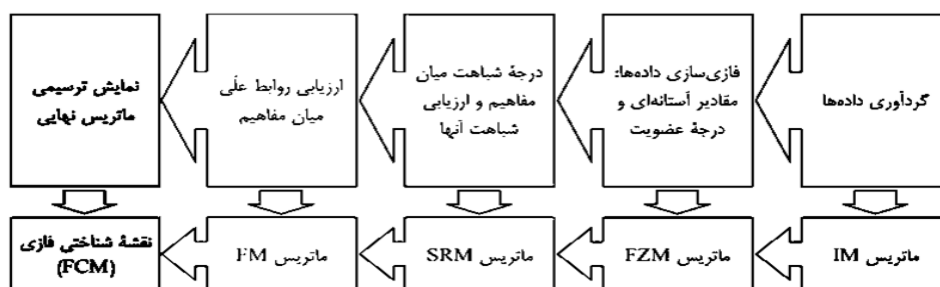 گردآوری داده‌ها
فازی‌سازی داده‌ها:
مقادیر آستانه‌ای و
درجهٔ عضویت
درجهٔ شباهت میان
مفاهیم و ارزیابی
شباهت آنها
ارزیابی روابط علّی
میان مفاهیم
نمایش ترسیمی
ماتریس نهایی
ماتریس IM
ماتریس FZM
ماتریس SRM
ماتریس FM
نقشهٔ شناختی فازی
(FCM)